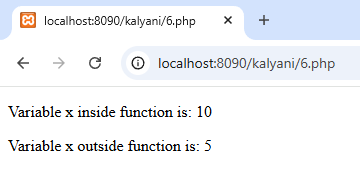 localhost:8090/kalyani/6.php
localhost:8090/kalyani/6.php
Variable x inside function is: 10
Variable x outside function is: 5